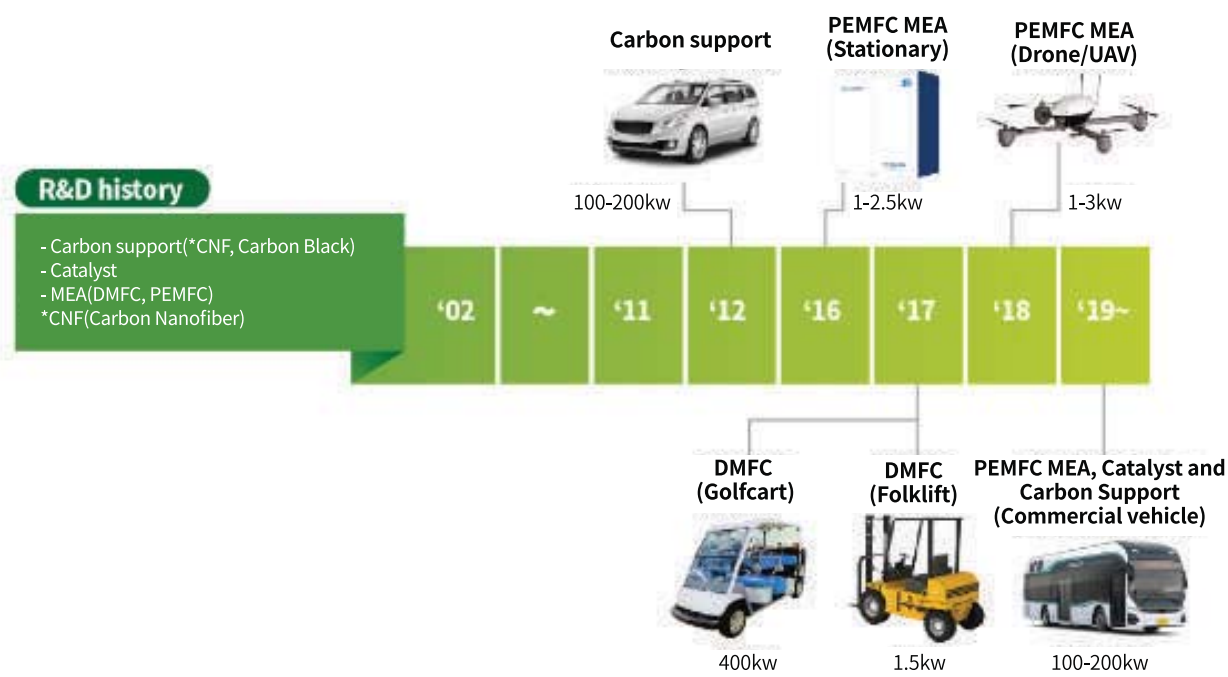 Carbon support
PEMFC MEA
(Stationary)
PEMFC MEA
(Drone/UAV)
100-200kw
1-2.5kw
1-3kw
R&D history
- Carbon support(*CNF, Carbon Black)
- Catalyst
- MEA(DMFC, PEMFC)
*CNF(Carbon Nanofiber)
‘02
~
‘11
‘12
‘16
‘17
‘18
‘19~
DMFC
(Golfcart)
DMFC
(Folklift)
PEMFC MEA, Catalyst and
Carbon Support
(Commercial vehicle)
400kw
1.5kw
100-200kw